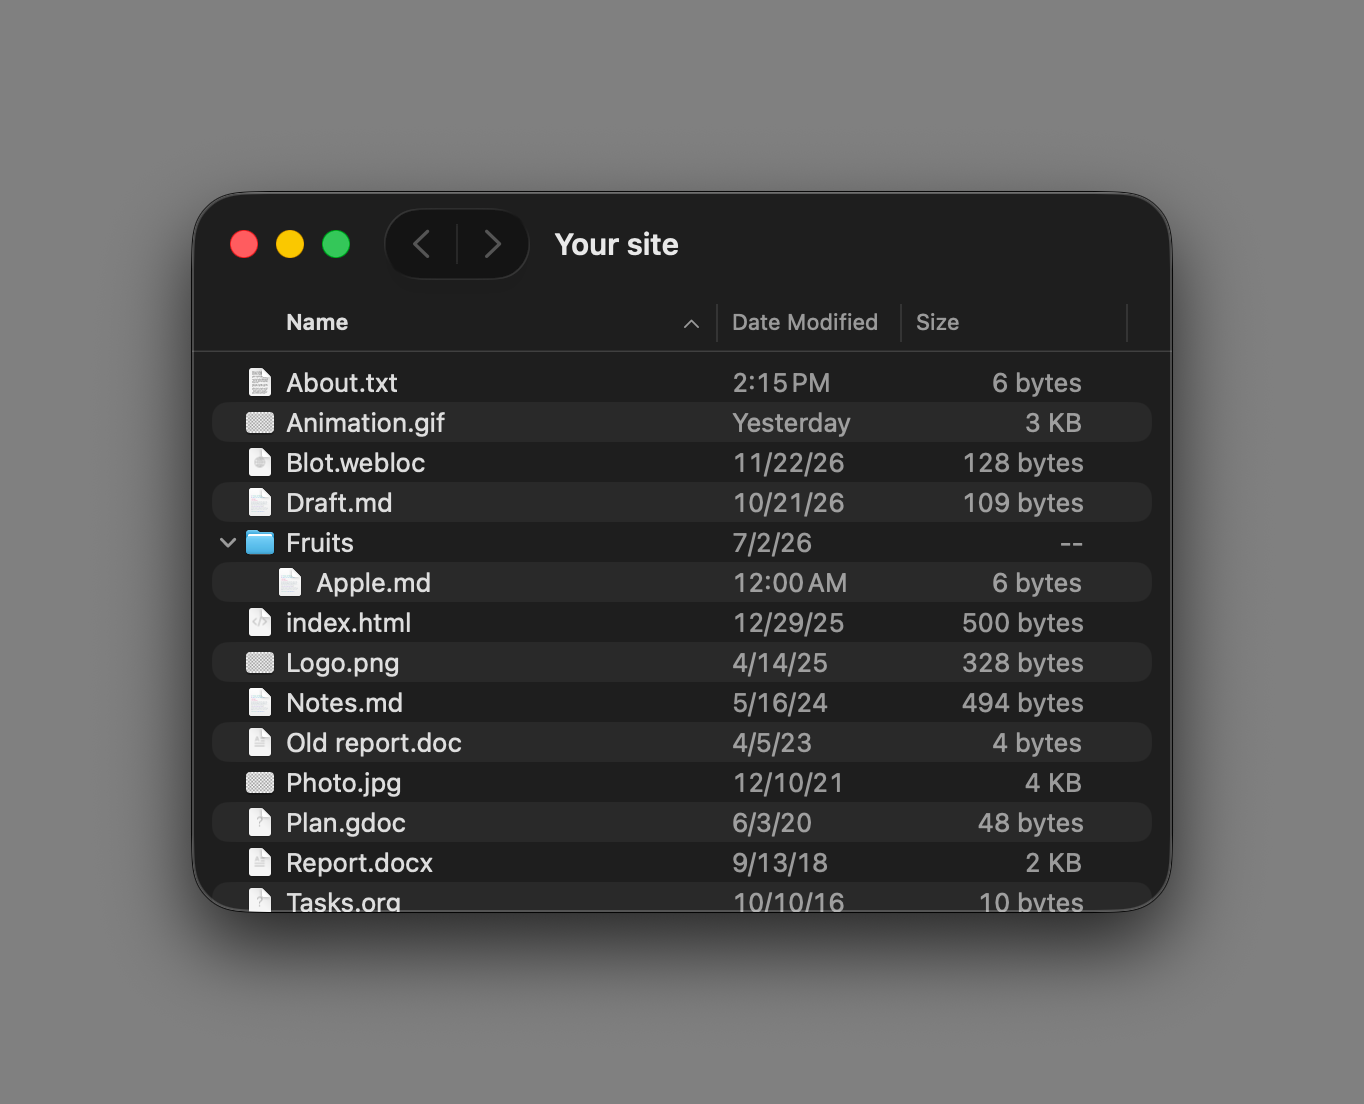 Your site
Name Date Modified Size
About.txt 2:15 PM 6 bytes
Animation.gif Yesterday 3 KB
Blot.webloc 11/22/26 128 bytes
Draft.md 10/21/26 109 bytes
Fruits 7/2/26 --
Apple.md 12:00 AM 6 bytes
index.html 12/29/25 500 bytes
Logo.png 4/14/25 328 bytes
Notes.md 5/16/24 494 bytes
Old report.doc 4/5/23 4 bytes
Photo.jpg 12/10/21 4 KB
Plan.gdoc 6/3/20 48 bytes
Report.docx 9/13/18 2 KB
Tasks.org 10/10/16 10 bytes